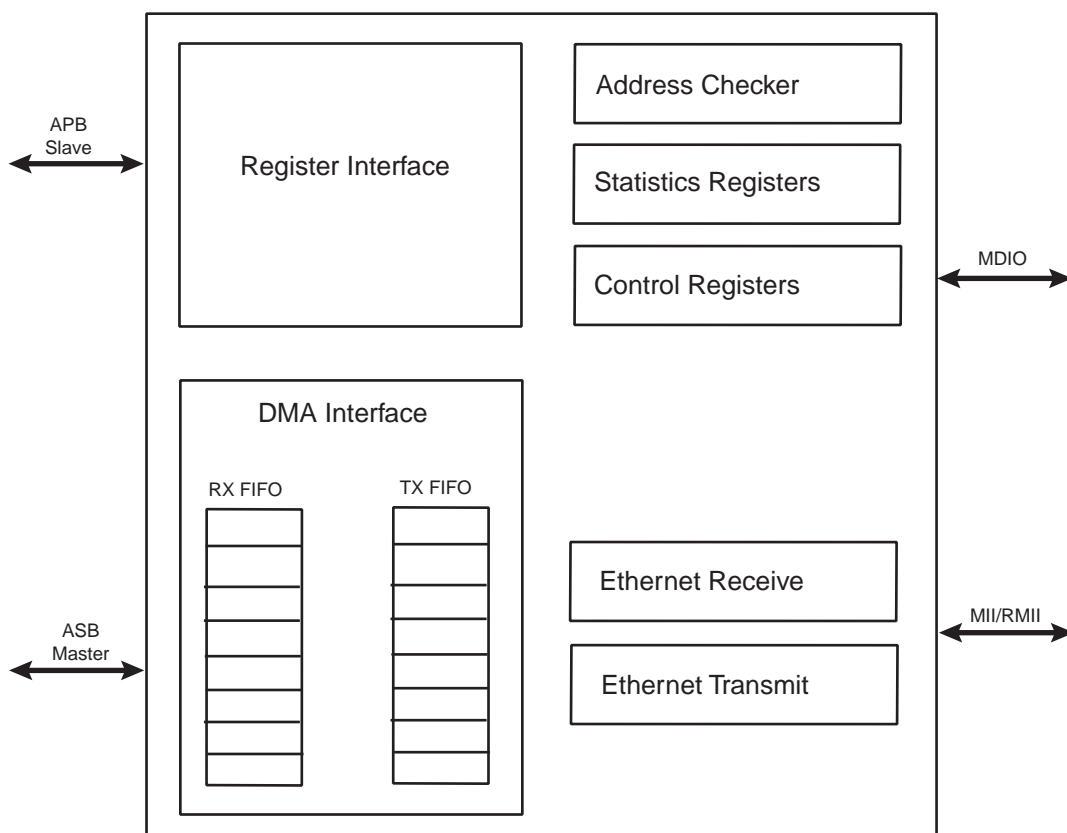 APB
Slave
Register Interface
Address Checker
Statistics Registers
Control Registers
MDIO
DMA Interface
RX FIFO
TX FIFO
ASB
Master
Ethernet Receive
Ethernet Transmit
MII/RMII